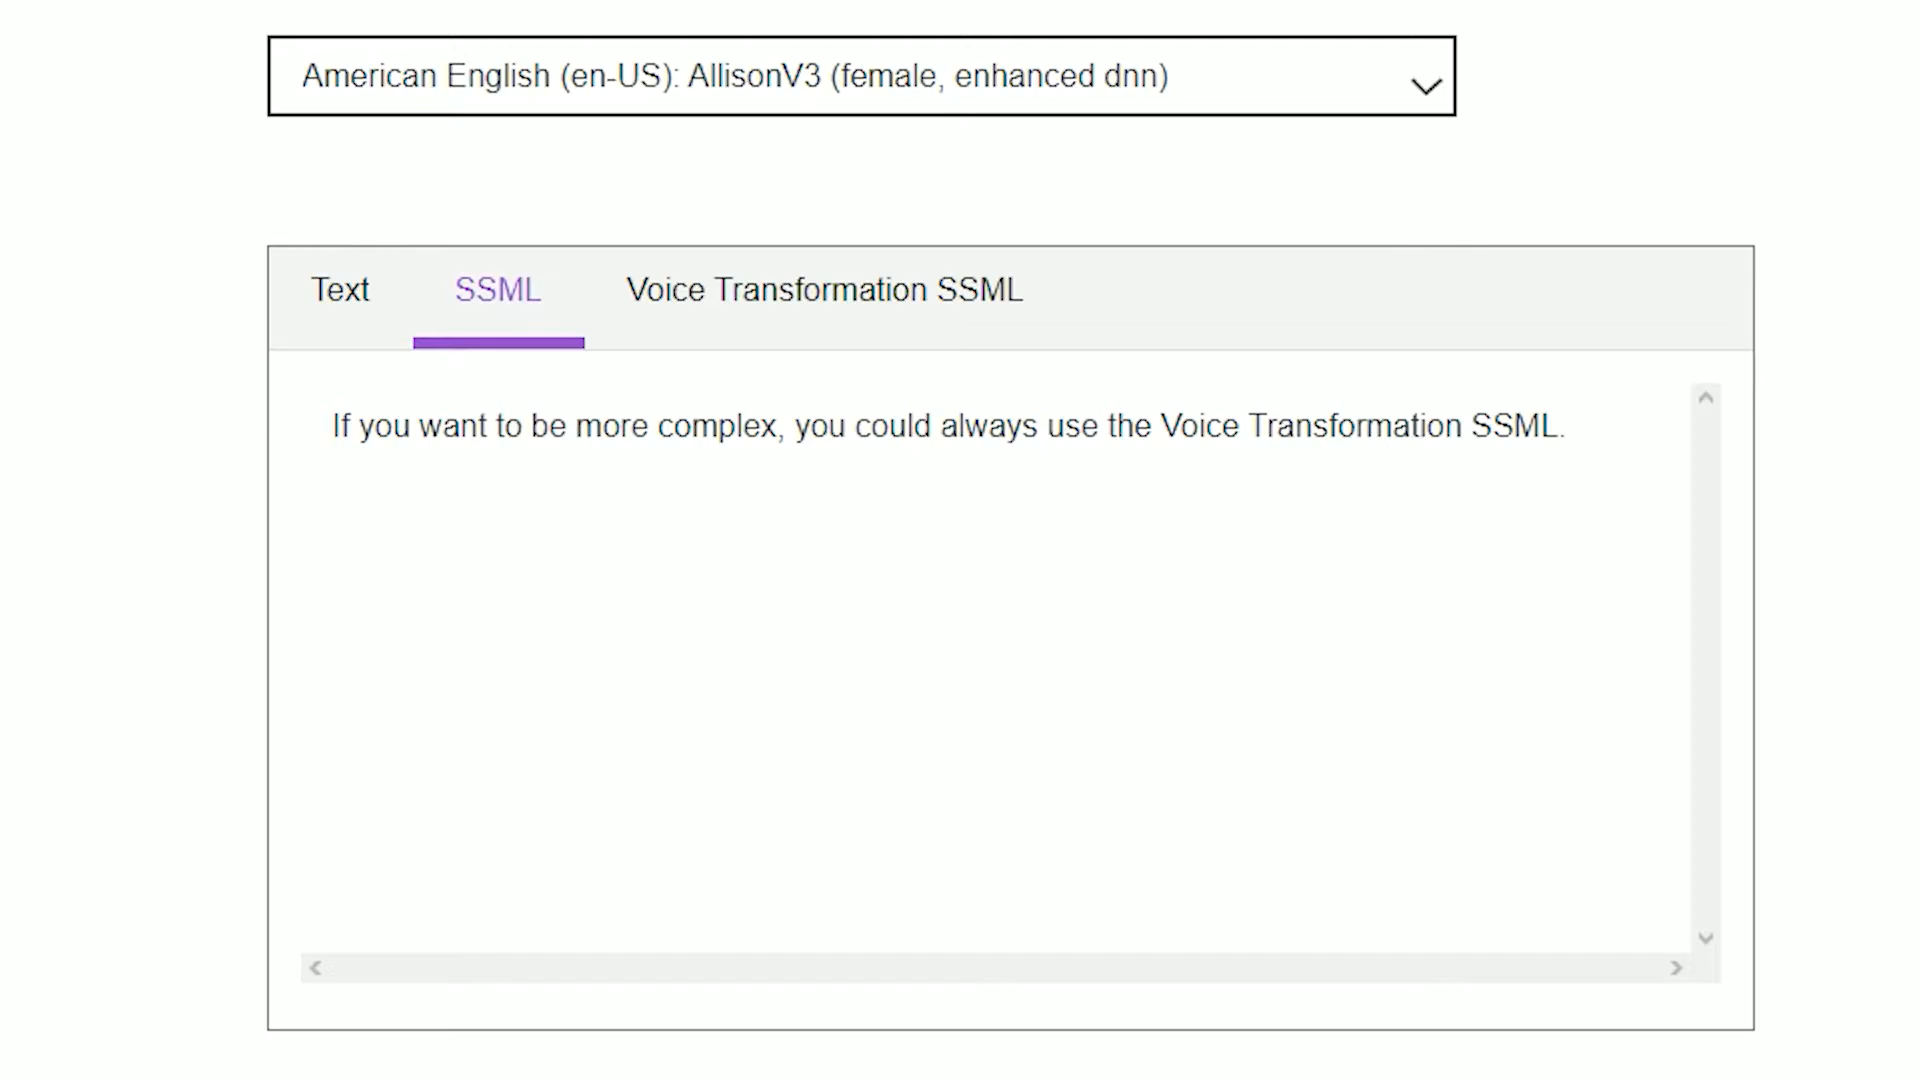 American English (en-US): AllisonV3 (female, enhanced dnn)
Text SSML Voice Transformation SSML
If you want to be more complex, you could always use the Voice Transformation SSML.